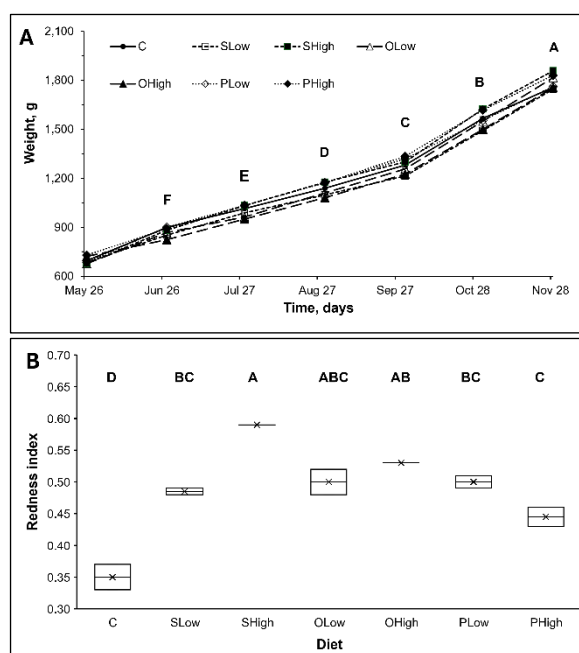 A
C SLow SHigh OLow
OHigh PLow PHigh
2,100
1,800
1,500
1,200
900
600
Weight, g
F E D C B A
May 26 Jun 26 Jul 27 Aug 27 Sep 27 Oct 28 Nov 28
Time, days
B
0.70
0.65
0.60
0.55
0.50
0.45
0.40
0.35
0.30
Redness index
D BC A ABC AB BC C
C SLow SHigh OLow OHigh PLow PHigh
Diet